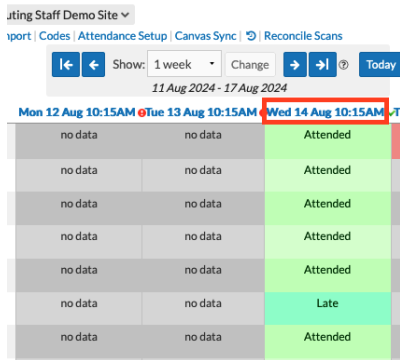 uting Staff Demo Site
nport | Codes | Attendance Setup | Canvas Sync | | Reconcile Scans
Show: 1 week Change Today
11 Aug 2024 - 17 Aug 2024
Mon 12 Aug 10:15AM Tue 13 Aug 10:15AM Wed 14 Aug 10:15AM T
no data no data Attended
no data no data Attended
no data no data Attended
no data no data Attended
no data no data Attended
no data no data Late
no data no data Attended